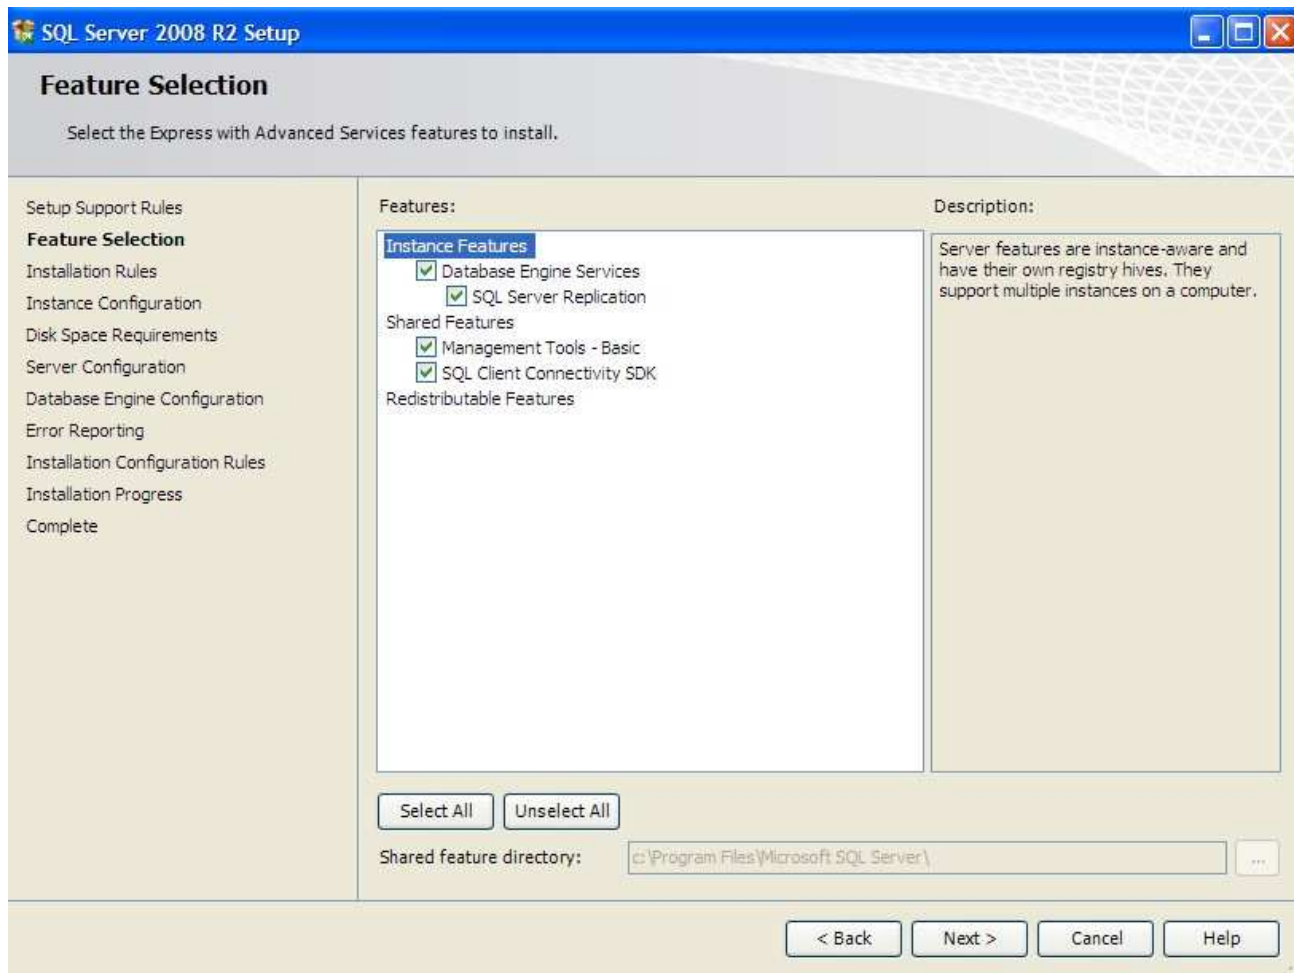 SQL Server 2008 R2 Setup
Feature Selection
Select the Express with Advanced Services features to install.
Setup Support Rules
Feature Selection
Installation Rules
Instance Configuration
Disk Space Requirements
Server Configuration
Database Engine Configuration
Error Reporting
Installation Configuration Rules
Installation Progress
Complete
Features:
Instance Features
Database Engine Services
SQL Server Replication
Shared Features
Management Tools - Basic
SQL Client Connectivity SDK
Redistributable Features
Description:
Server features are instance-aware and
have their own registry hives. They
support multiple instances on a computer.
Select All
Unselect All
Shared feature directory:
c:\Program Files\Microsoft SQL Server\
...
< Back
Next >
Cancel
Help